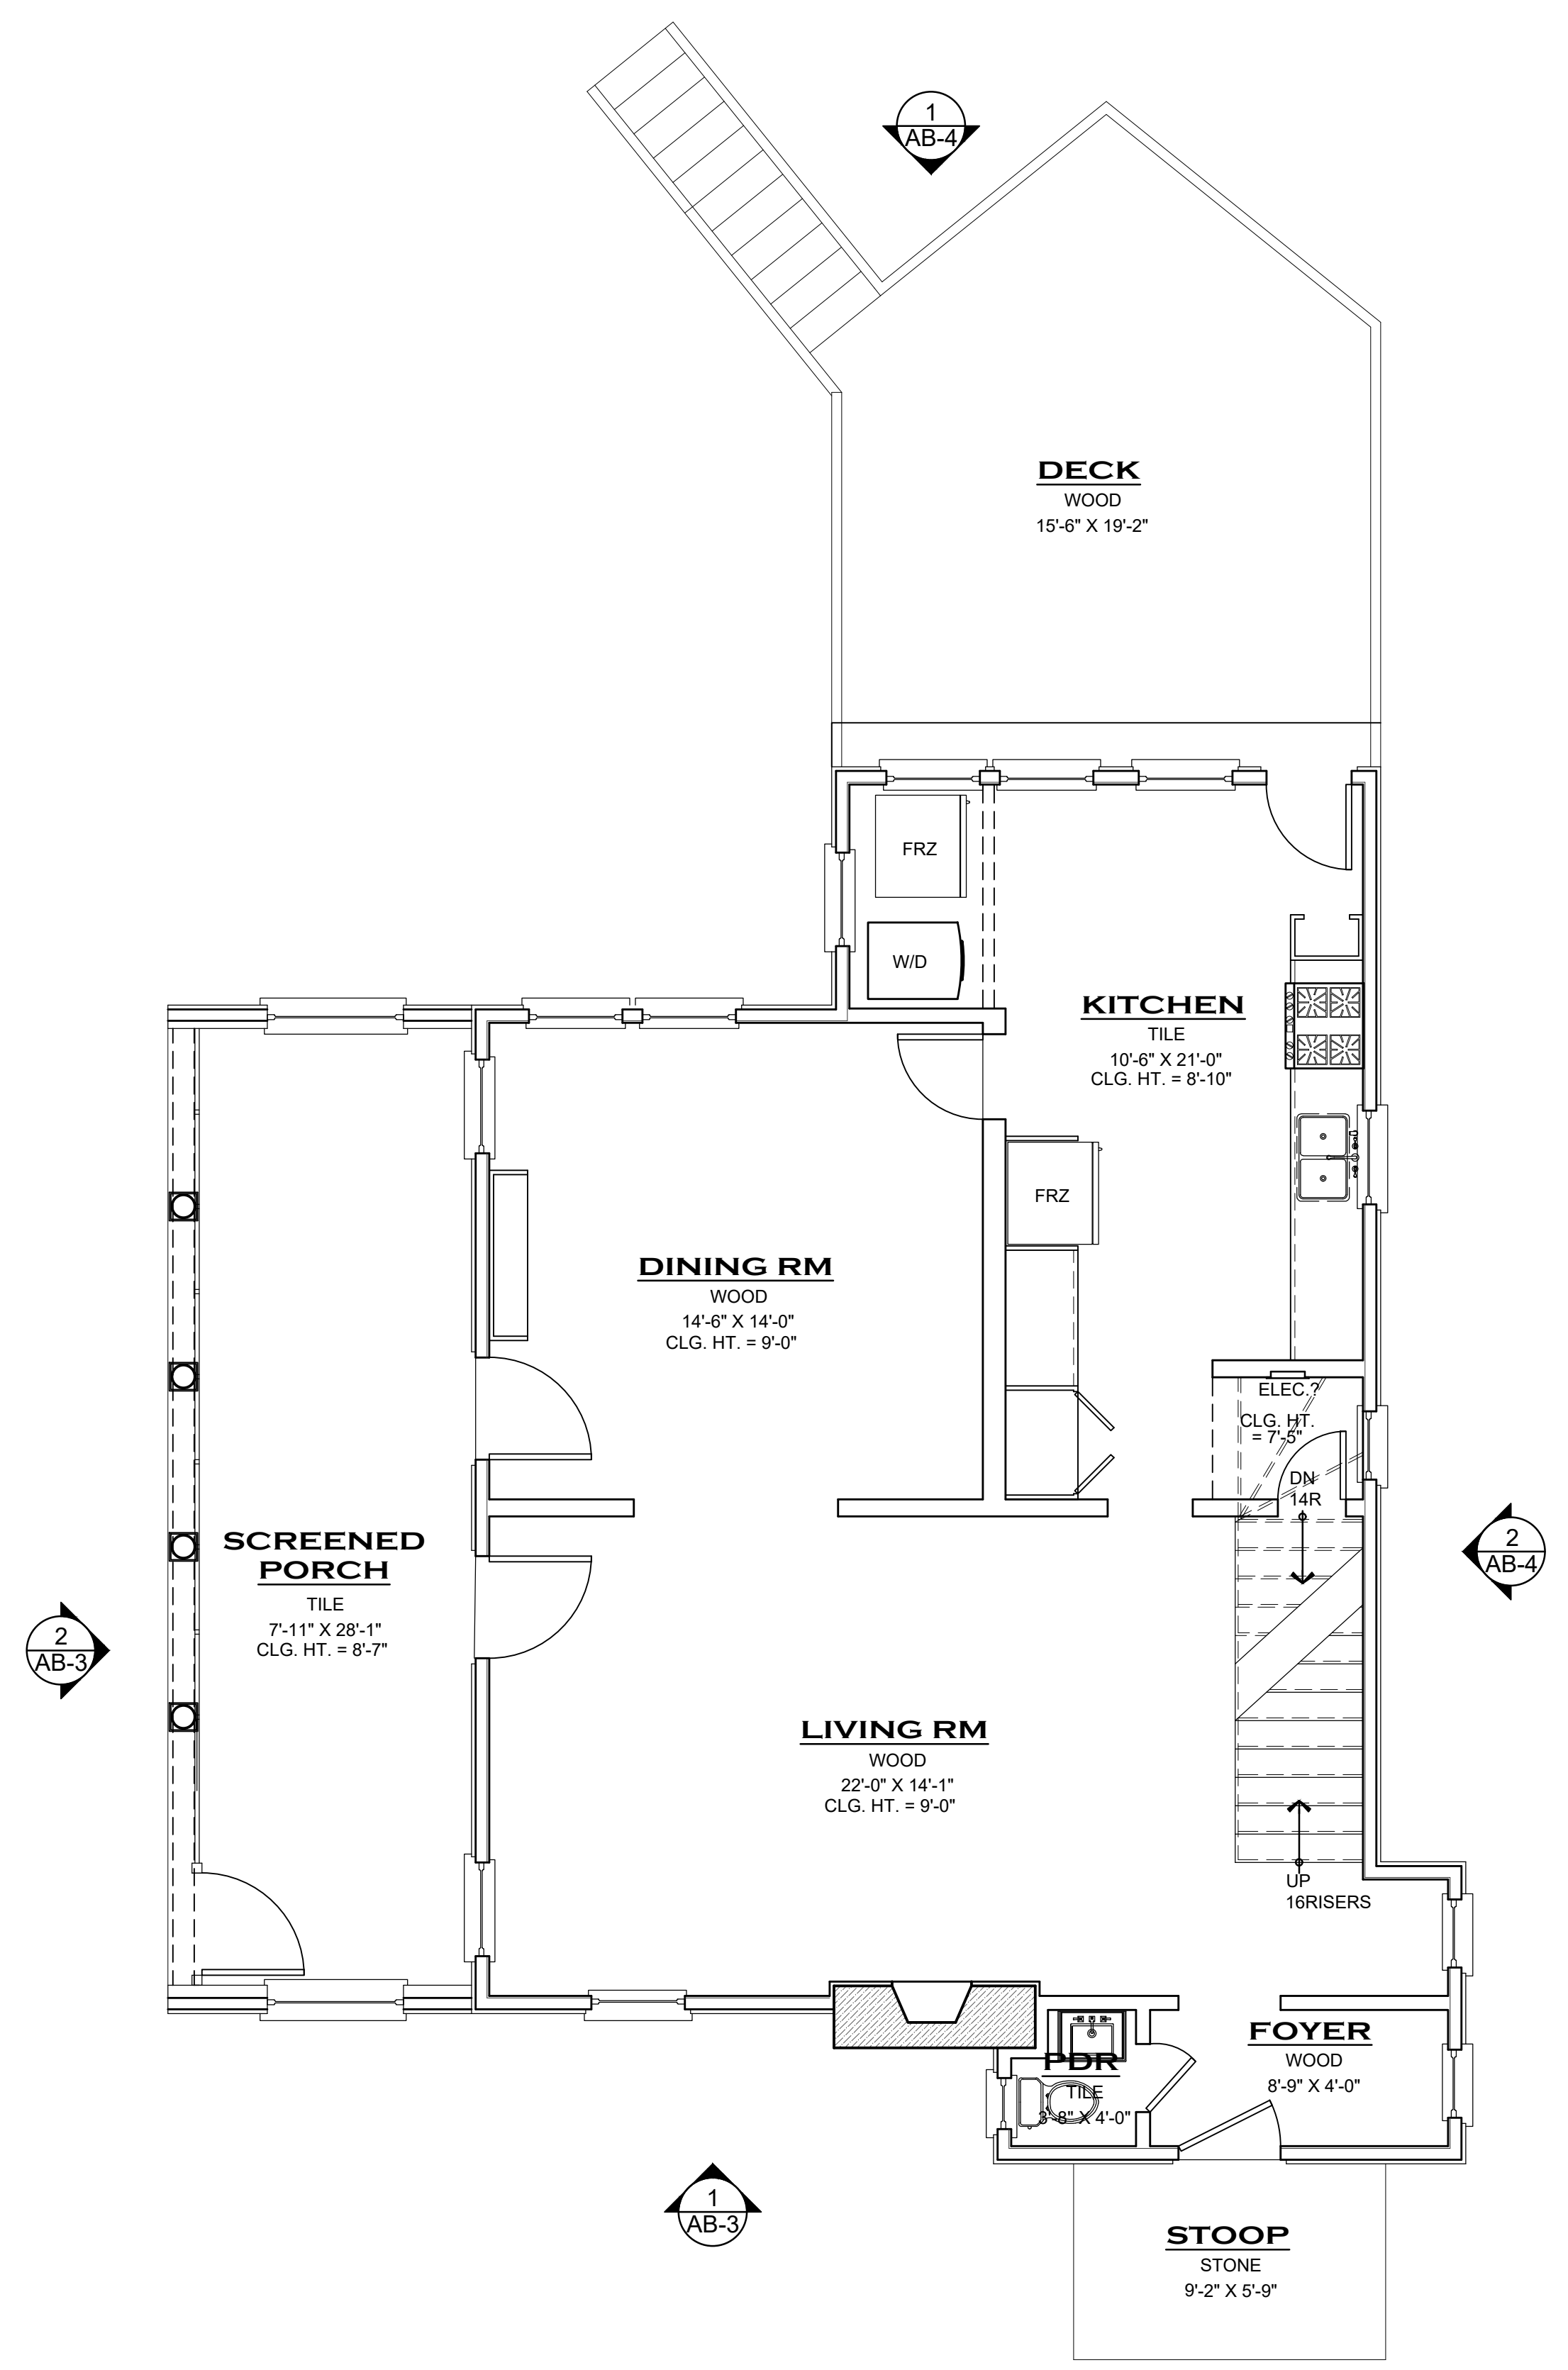 1
AB-4
DECK
WOOD
15'-6" X 19'-2"
FRZ
W/D
KITCHEN
TILE
10'-6" X 21'-0"
CLG. HT. = 8'-10"
FRZ
DINING RM
WOOD
14'-6" X 14'-0"
CLG. HT. = 9'-0"
ELEC.?
CLG. HT.
= 7'-5"
DN
14R
2
AB-4
SCREENED
PORCH
TILE
7'-11" X 28'-1"
CLG. HT. = 8'-7"
2
AB-3
LIVING RM
WOOD
22'-0" X 14'-1"
CLG. HT. = 9'-0"
UP
16RISERS
FOYER
WOOD
8'-9" X 4'-0"
PDR
TILE
3'-8" X 4'-0"
1
AB-3
STOOP
STONE
9'-2" X 5'-9"